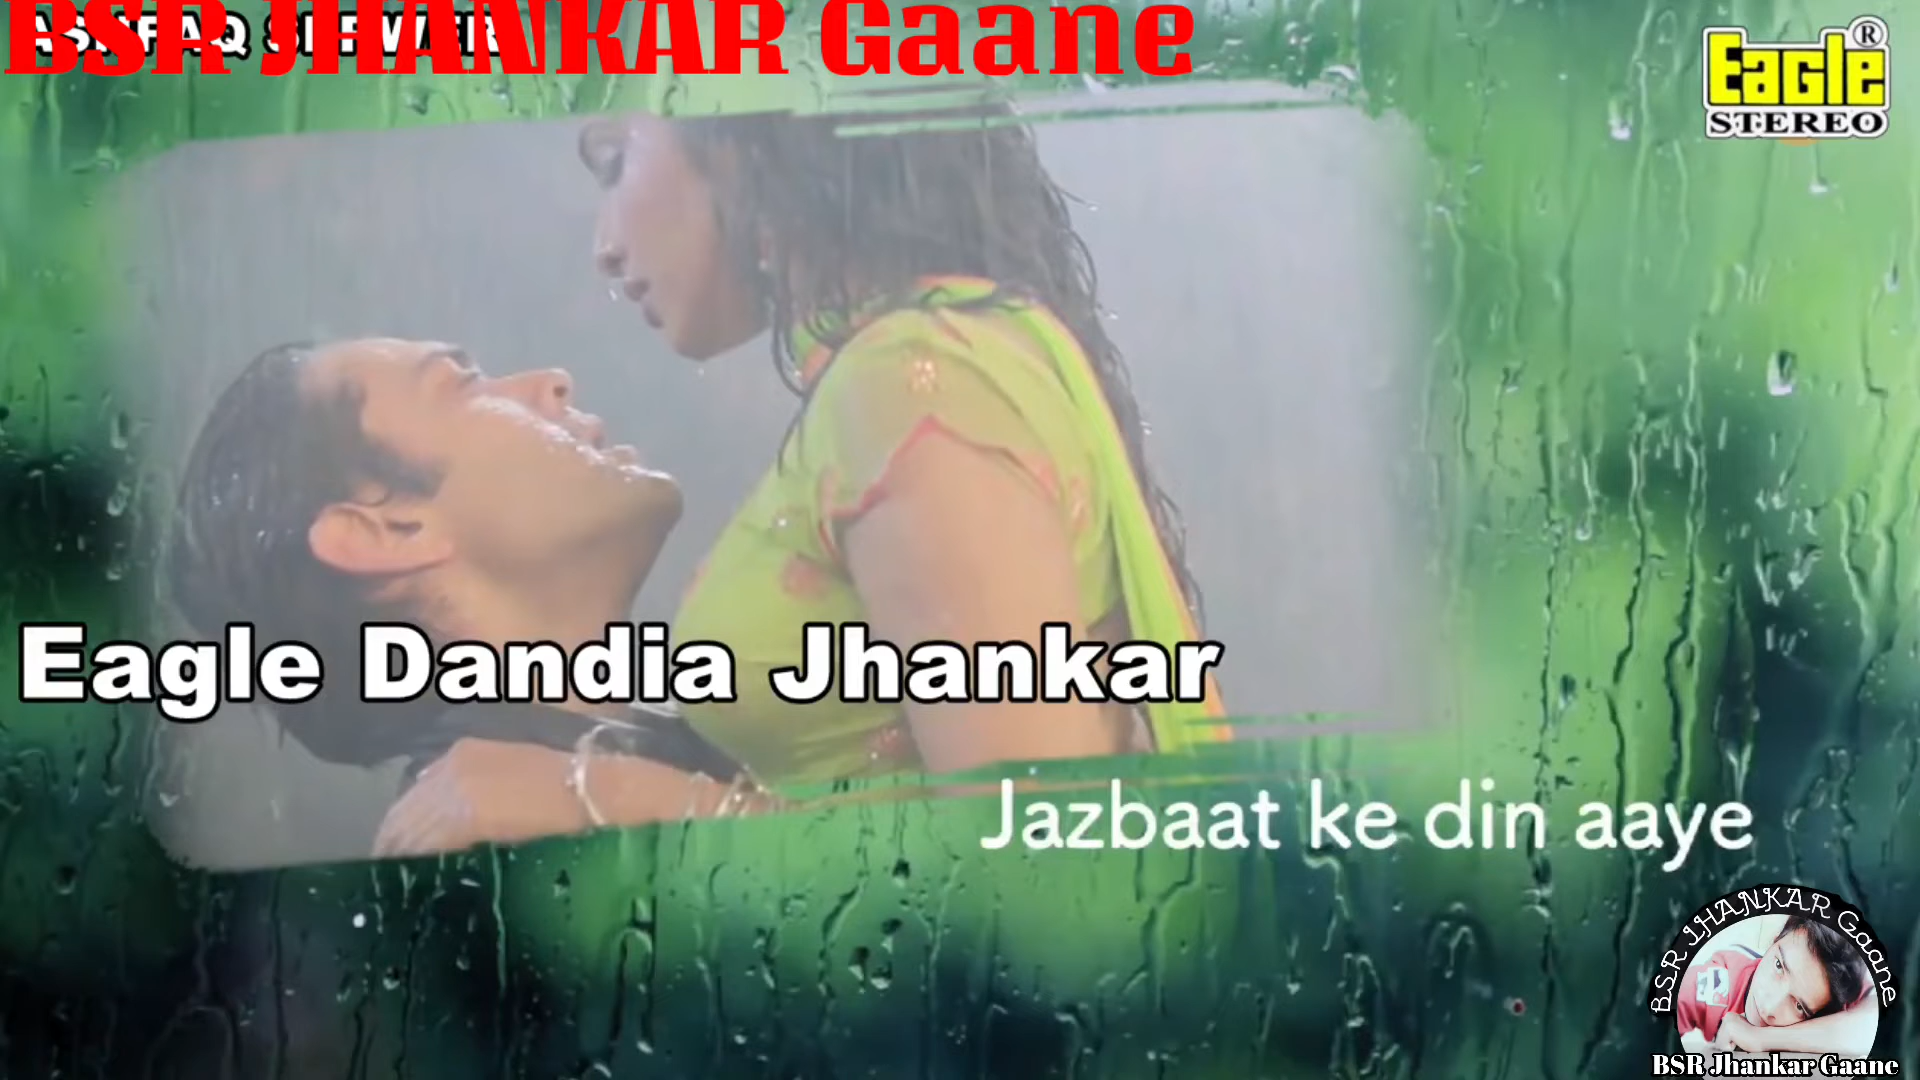 BSR JHANKAR Gaane
Eagle®
STEREO
Eagle Dandia Jhankar
Jazbaat ke din aaye
BSR JHANKAR Gaane
BSR Jhankar Gaane